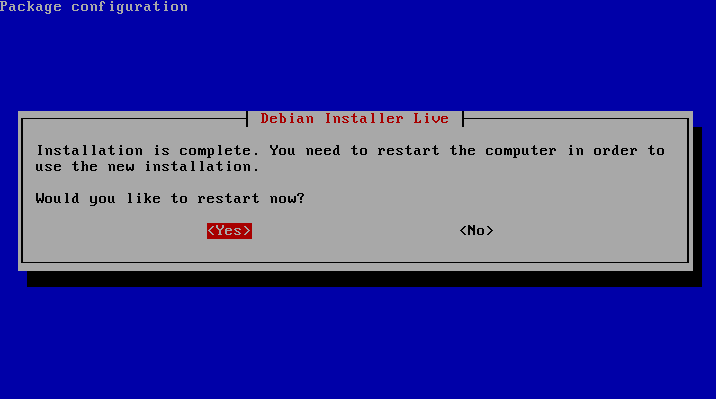 Package configuration
Debian Installer Live
Installation is complete. You need to restart the computer in order to
use the new installation.
Would you like to restart now?
<Yes> <No>